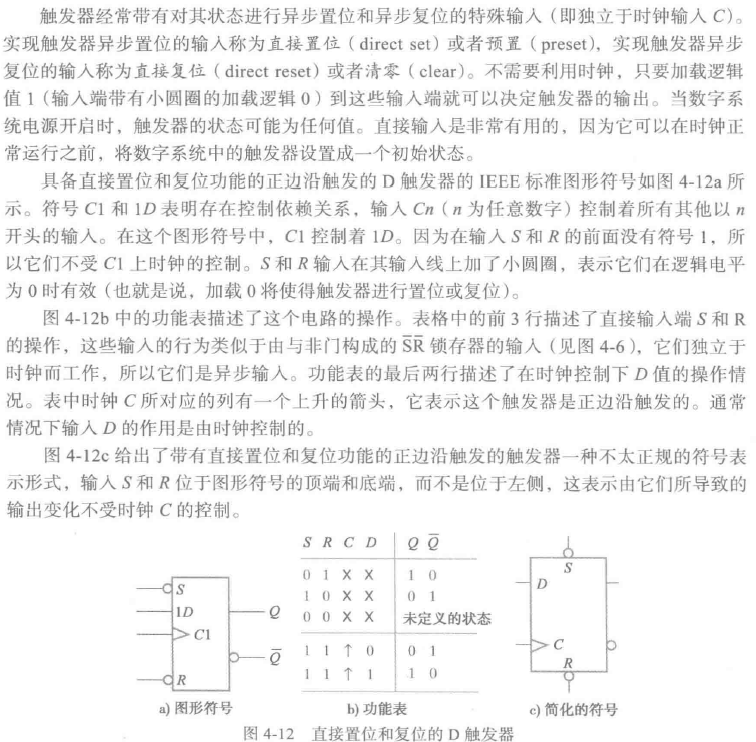 触发器经常带有对其状态进行异步置位和异步复位的特殊输入（即独立于时钟输入 C）。
实现触发器异步置位的输入称为直接置位（direct set）或者预置（preset），实现触发器异步
复位的输入称为直接复位（direct reset）或者清零（clear）。不需要利用时钟，只要加载逻辑
值 1（输入端带有小圆圈的加载逻辑 0）到这些输入端就可以决定触发器的输出。当数字系
统电源开启时，触发器的状态可能为任何值。直接输入是非常有用的，因为它可以在时钟正
常运行之前，将数字系统中的触发器设置成一个初始状态。
具备直接置位和复位功能的正边沿触发的 D 触发器的 IEEE 标准图形符号如图 4-12a 所
示。符号 C1 和 1D 表明存在控制依赖关系，输入 Cn（n 为任意数字）控制着所有其他以 n
开头的输入。在这个图形符号中，C1 控制着 1D。因为在输入 S 和 R 的前面没有符号 1，所
以它们不受 C1 上时钟的控制。S 和 R 输入在其输入线上加了小圆圈，表示它们在逻辑电平
为 0 时有效（也就是说，加载 0 将使得触发器进行置位或复位）。
图 4-12b 中的功能表描述了这个电路的操作。表格中的前 3 行描述了直接输入端 S 和 R
的操作，这些输入的行为类似于由与非门构成的 S̅R̅ 锁存器的输入（见图 4-6），它们独立于
时钟而工作，所以它们是异步输入。功能表的最后两行描述了在时钟控制下 D 值的操作情
况。表中时钟 C 所对应的列有一个上升的箭头，它表示这个触发器是正边沿触发的。通常
情况下输入 D 的作用是由时钟控制的。
图 4-12c 给出了带有直接置位和复位功能的正边沿触发的触发器一种不太正规的符号表
示形式，输入 S 和 R 位于图形符号的顶端和底端，而不是位于左侧，这表示由它们所导致的
输出变化不受时钟 C 的控制。
S
1D
C1
R
Q
Q̅
a) 图形符号
S R C D Q Q̅
0 1 X X 1 0
1 0 X X 0 1
0 0 X X 未定义的状态
1 1 ↑ 0 0 1
1 1 ↑ 1 1 0
b) 功能表
S
D
C
R
c) 简化的符号
图 4-12 直接置位和复位的 D 触发器